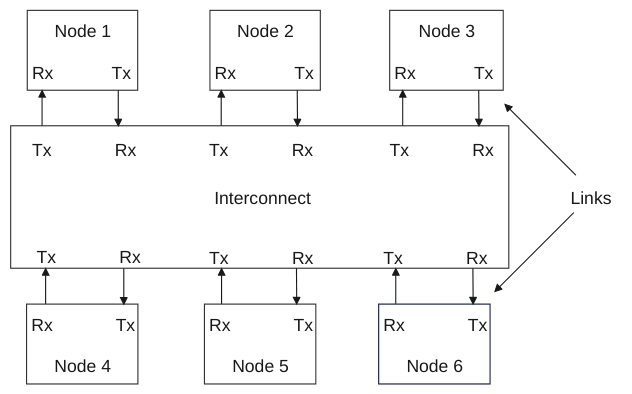 Node 1
Node 2
Node 3
Rx Tx
Rx Tx
Rx Tx
Tx Rx
Tx Rx
Tx Rx
Interconnect
Links
Tx Rx
Tx Rx
Tx Rx
Rx Tx
Rx Tx
Rx Tx
Node 4
Node 5
Node 6